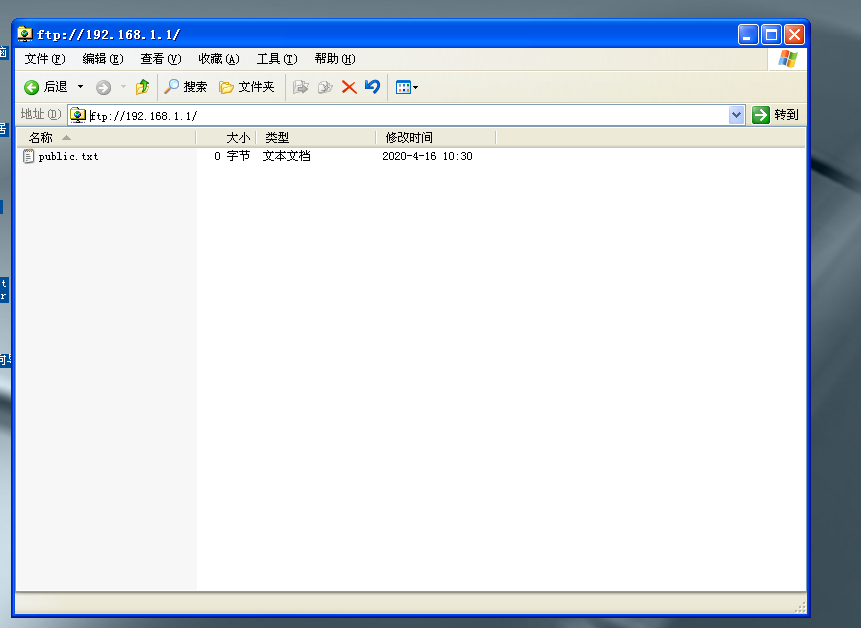 ftp://192.168.1.1/
文件(F) 编辑(E) 查看(V) 收藏(A) 工具(T) 帮助(H)
后退 搜索 文件夹
地址(D) ftp://192.168.1.1/ 转到
名称 大小 类型 修改时间
public.txt 0 字节 文本文档 2020-4-16 10:30
居
t
r